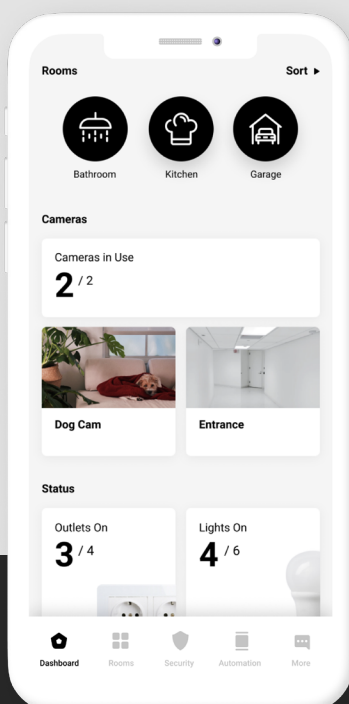 Rooms
Sort ▶
Bathroom
Kitchen
Garage
Cameras
Cameras in Use
2 / 2
Dog Cam
Entrance
Status
Outlets On
3 / 4
Lights On
4 / 6
Dashboard
Rooms
Security
Automation
More